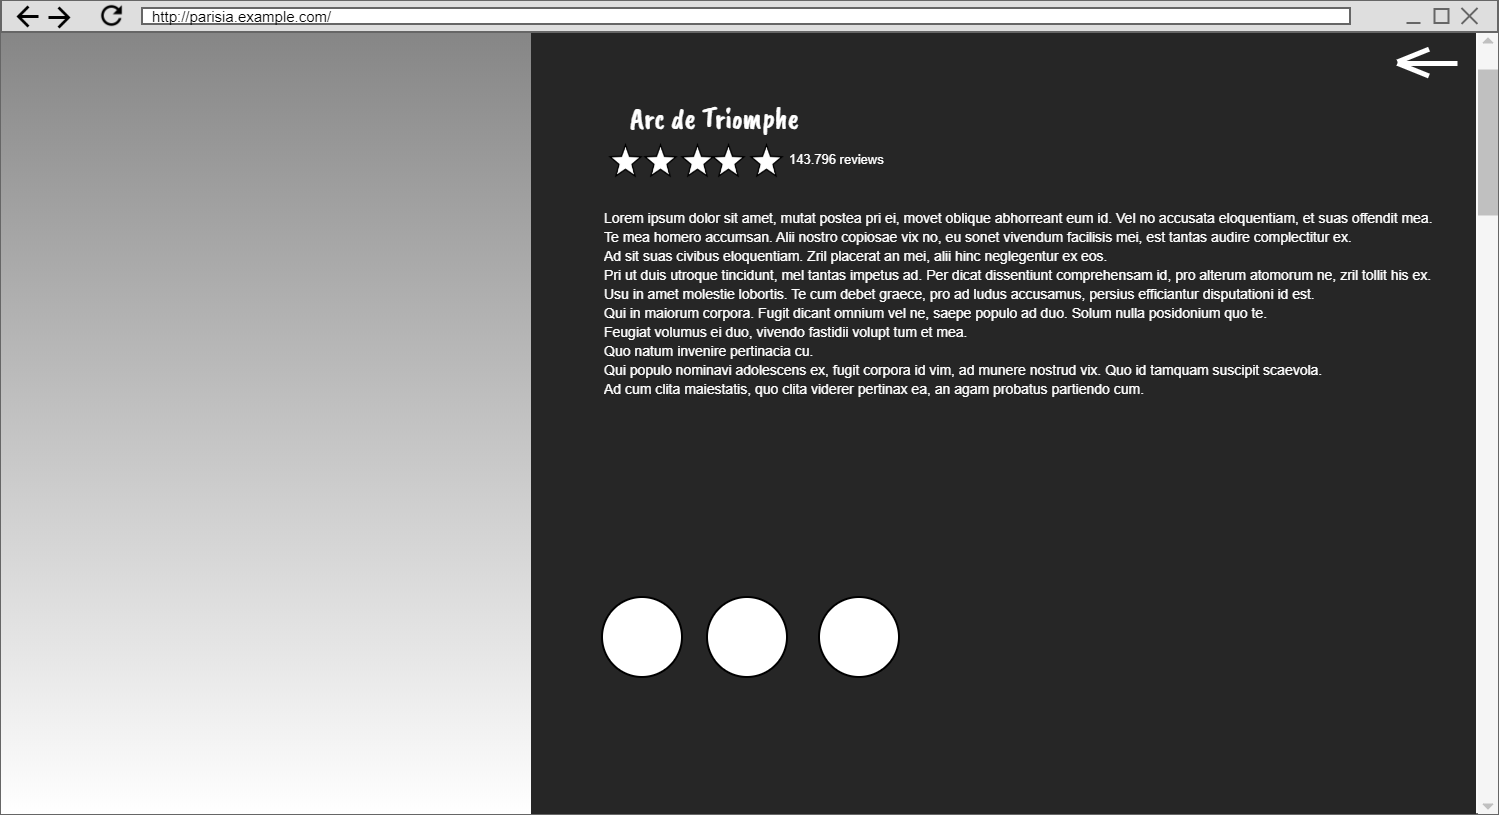 http://parisia.example.com/
Arc de Triomphe
143.796 reviews
Lorem ipsum dolor sit amet, mutat postea pri ei, movet oblique abhorreant eum id. Vel no accusata eloquentiam, et suas offendit mea.
Te mea homero accumsan. Alii nostro copiosae vix no, eu sonet vivendum facilisis mei, est tantas audire complectitur ex.
Ad sit suas civibus eloquentiam. Zril placerat an mei, alii hinc neglegentur ex eos.
Pri ut duis utroque tincidunt, mel tantas impetus ad. Per dicat dissentiunt comprehensam id, pro alterum atomorum ne, zril tollit his ex.
Usu in amet molestie lobortis. Te cum debet graece, pro ad ludus accusamus, persius efficiantur disputationi id est.
Qui in maiorum corpora. Fugit dicant omnium vel ne, saepe populo ad duo. Solum nulla posidonium quo te.
Feugiat volumus ei duo, vivendo fastidii volupt tum et mea.
Quo natum invenire pertinacia cu.
Qui populo nominavi adolescens ex, fugit corpora id vim, ad munere nostrud vix. Quo id tamquam suscipit scaevola.
Ad cum clita maiestatis, quo clita viderer pertinax ea, an agam probatus partiendo cum.